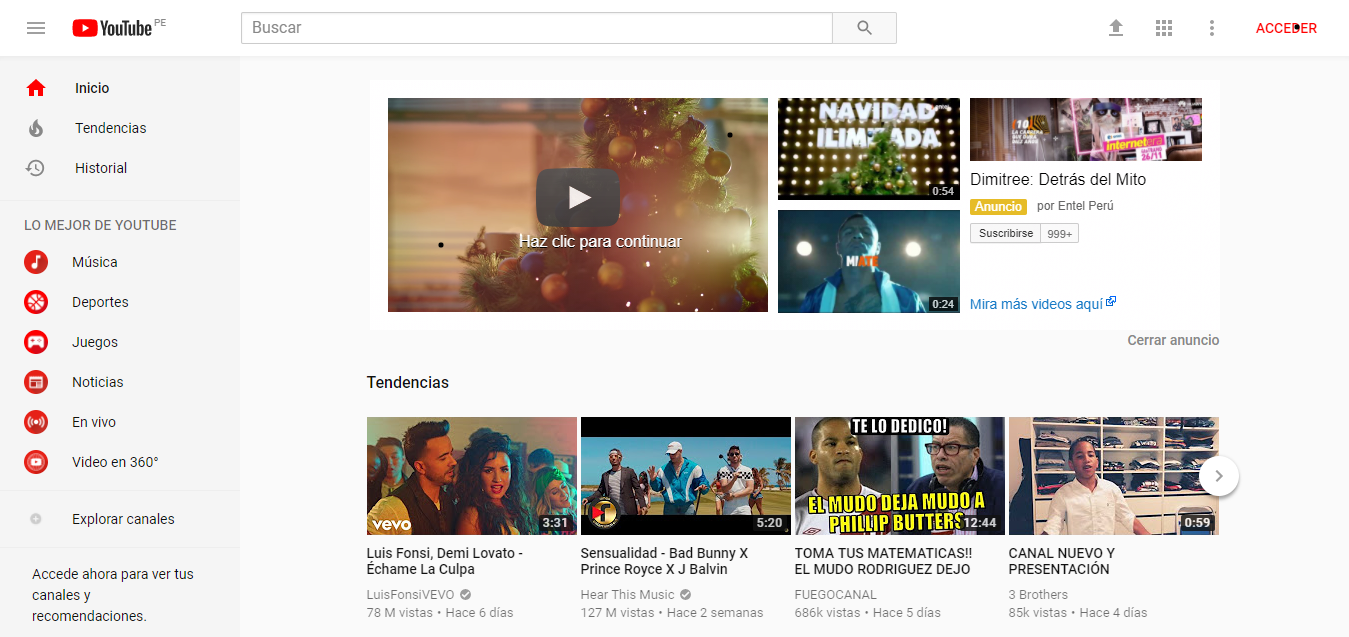 YouTube PE
Buscar
ACCEDER
Inicio
Tendencias
Historial
LO MEJOR DE YOUTUBE
Música
Deportes
Juegos
Noticias
En vivo
Video en 360°
Explorar canales
Accede ahora para ver tus
canales y
recomendaciones.
Haz clic para continuar
NAVIDAD
ILIMITADA
0:54
0:24
internet
26/11
Dimitree: Detrás del Mito
Anuncio por Entel Perú
Suscribirse 999+
Mira más videos aquí
Cerrar anuncio
Tendencias
vevo
3:31
5:20
TE LO DEDICO!
EL MUDO DEJA MUDO A
PHILLIP BUTTERS
12:44
0:59
Luis Fonsi, Demi Lovato -
Échame La Culpa
LuisFonsiVEVO
78 M vistas • Hace 6 días
Sensualidad - Bad Bunny X
Prince Royce X J Balvin
Hear This Music
127 M vistas • Hace 2 semanas
TOMA TUS MATEMATICAS!!
EL MUDO RODRIGUEZ DEJO
FUEGOCANAL
686k vistas • Hace 5 días
CANAL NUEVO Y
PRESENTACIÓN
3 Brothers
85k vistas • Hace 4 días